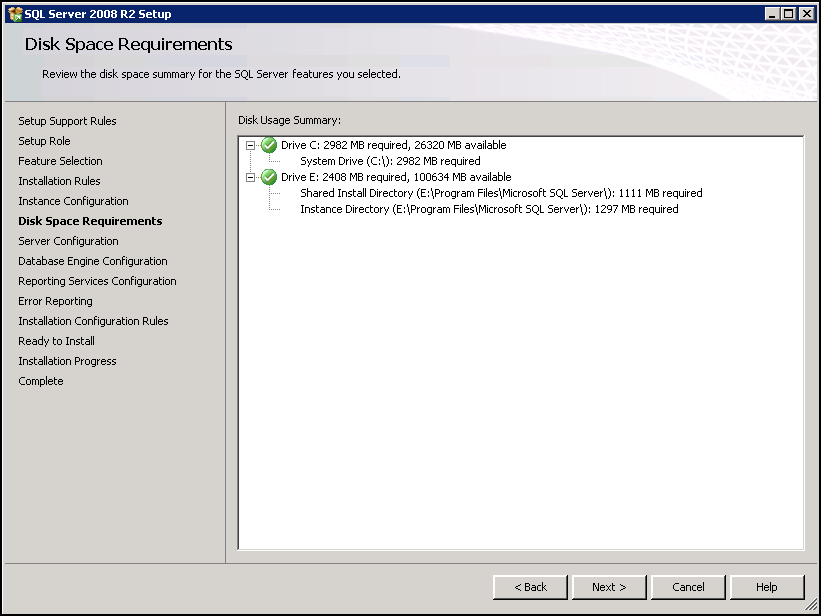 SQL Server 2008 R2 Setup
Disk Space Requirements
Review the disk space summary for the SQL Server features you selected.
Setup Support Rules
Setup Role
Feature Selection
Installation Rules
Instance Configuration
Disk Space Requirements
Server Configuration
Database Engine Configuration
Reporting Services Configuration
Error Reporting
Installation Configuration Rules
Ready to Install
Installation Progress
Complete
Disk Usage Summary:
Drive C: 2982 MB required, 26320 MB available
System Drive (C:\): 2982 MB required
Drive E: 2408 MB required, 100634 MB available
Shared Install Directory (E:\Program Files\Microsoft SQL Server\): 1111 MB required
Instance Directory (E:\Program Files\Microsoft SQL Server\): 1297 MB required
< Back
Next >
Cancel
Help